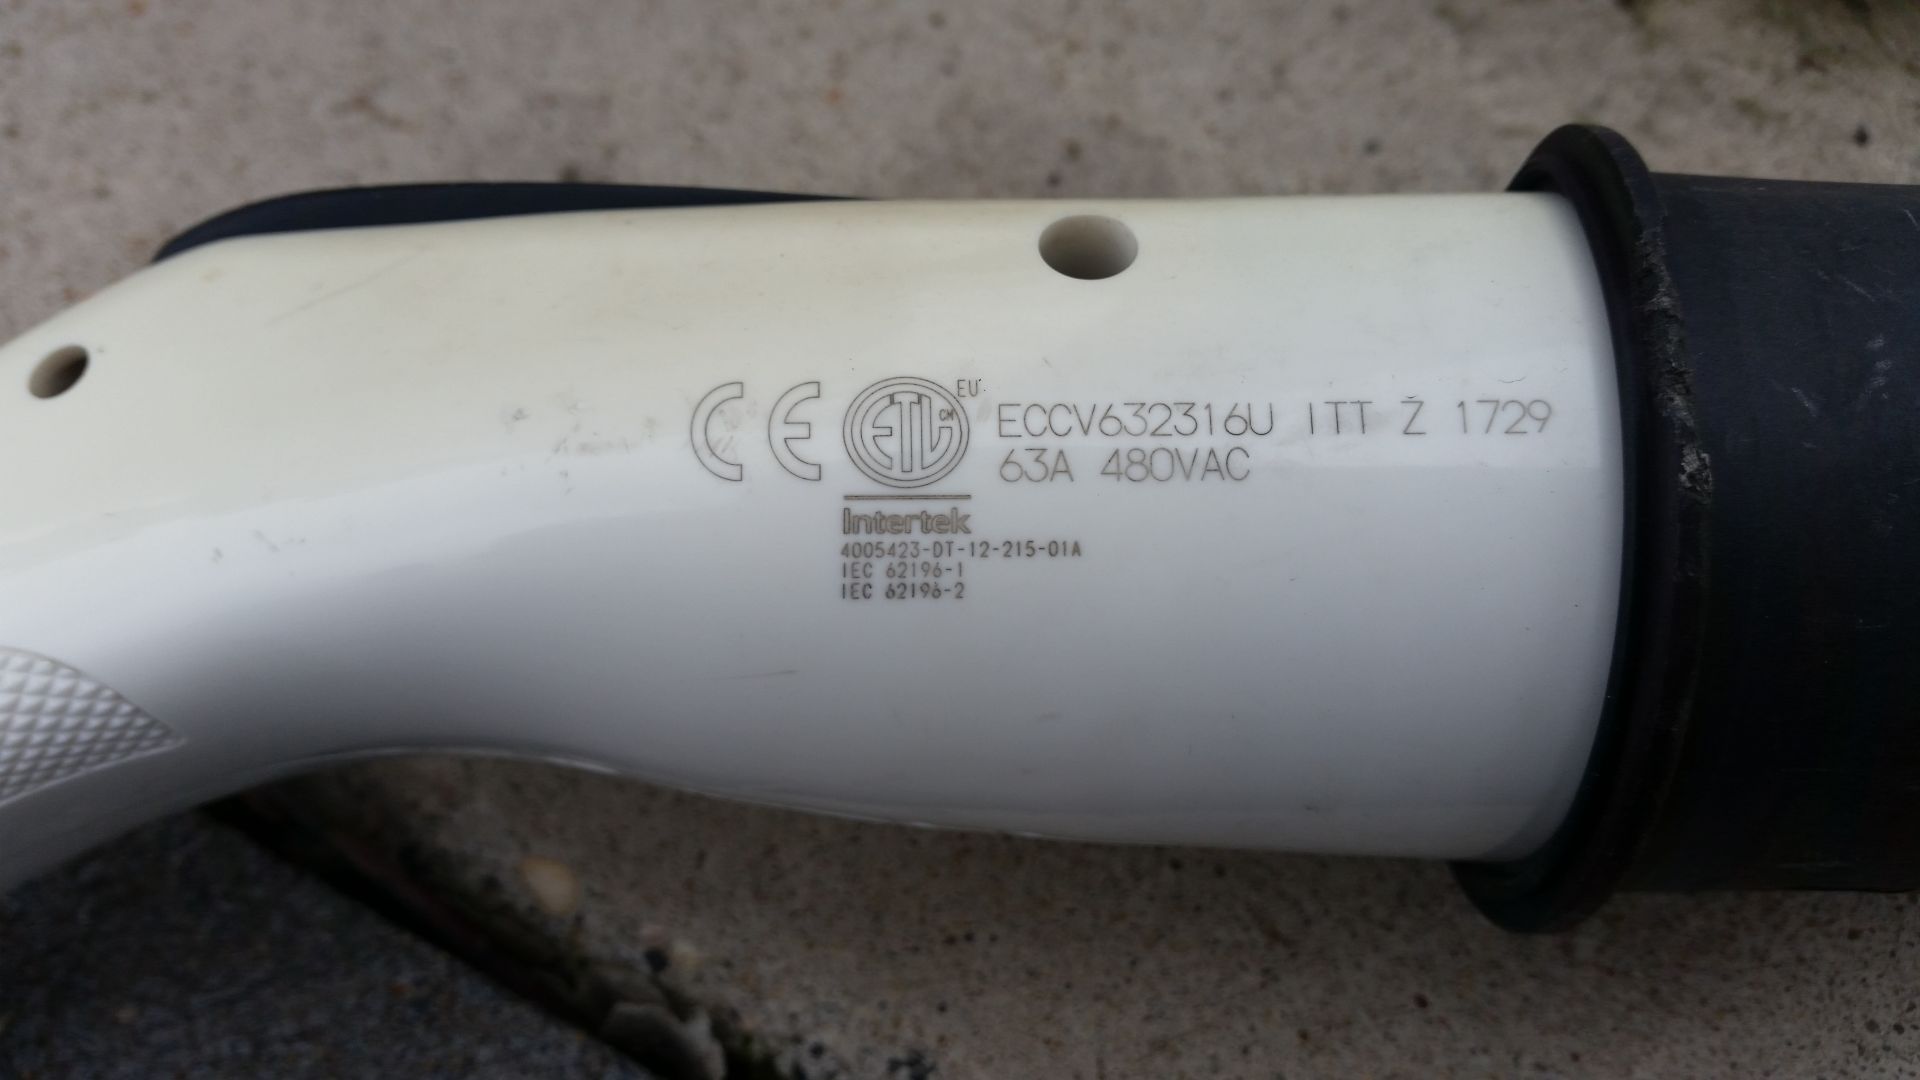 CE ETL CM EU ECCV632316U ITT Z 1729
63A 480VAC
Intertek
4005423-DT-12-215-01A
IEC 62196-1
IEC 62196-2